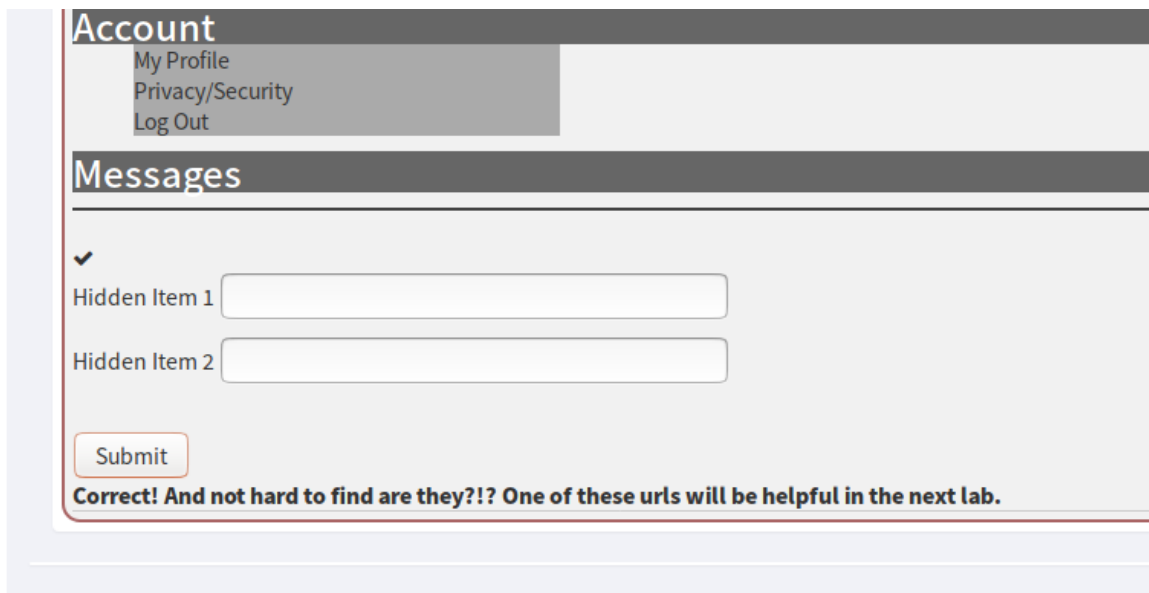 Account
My Profile
Privacy/Security
Log Out
Messages
Hidden Item 1
Hidden Item 2
Submit
Correct! And not hard to find are they?!? One of these urls will be helpful in the next lab.